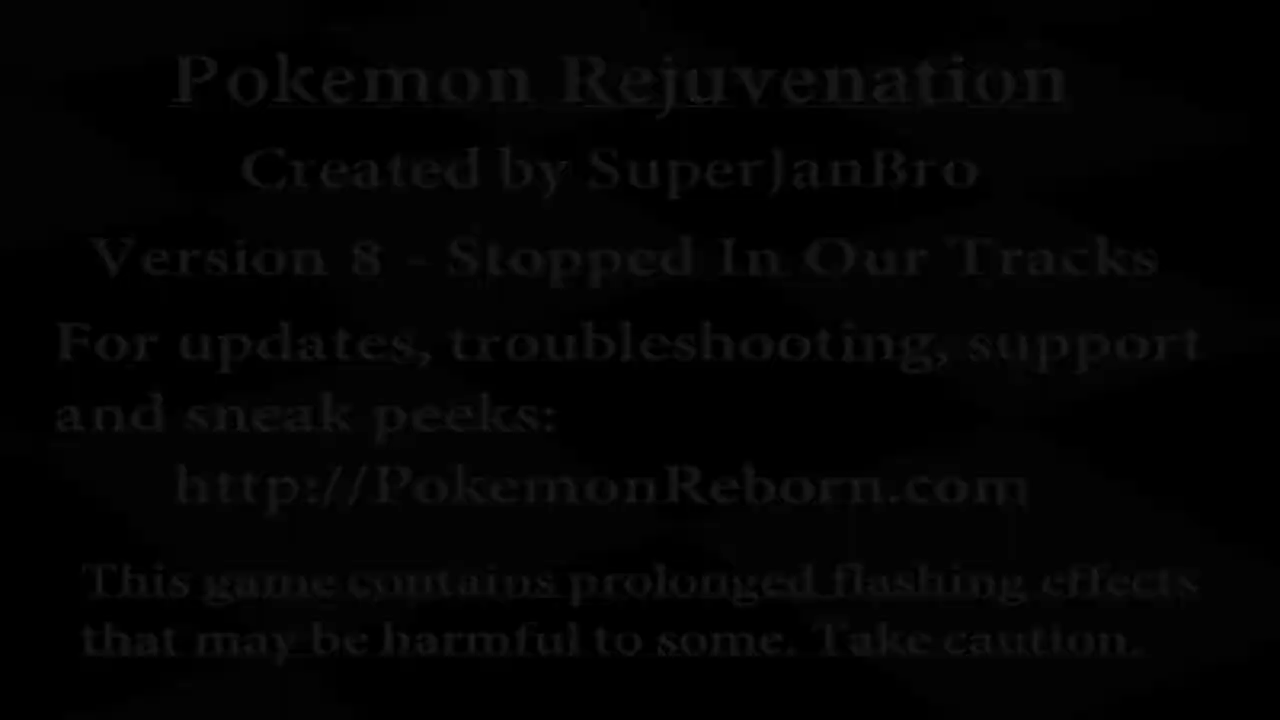 Pokemon Rejuvenation
Created by SuperJanBro
Version 8 - Stopped In Our Tracks
For updates, troubleshooting, support
and sneak peeks:
http://PokemonReborn.com
This game contains prolonged flashing effects
that may be harmful to some. Take caution.